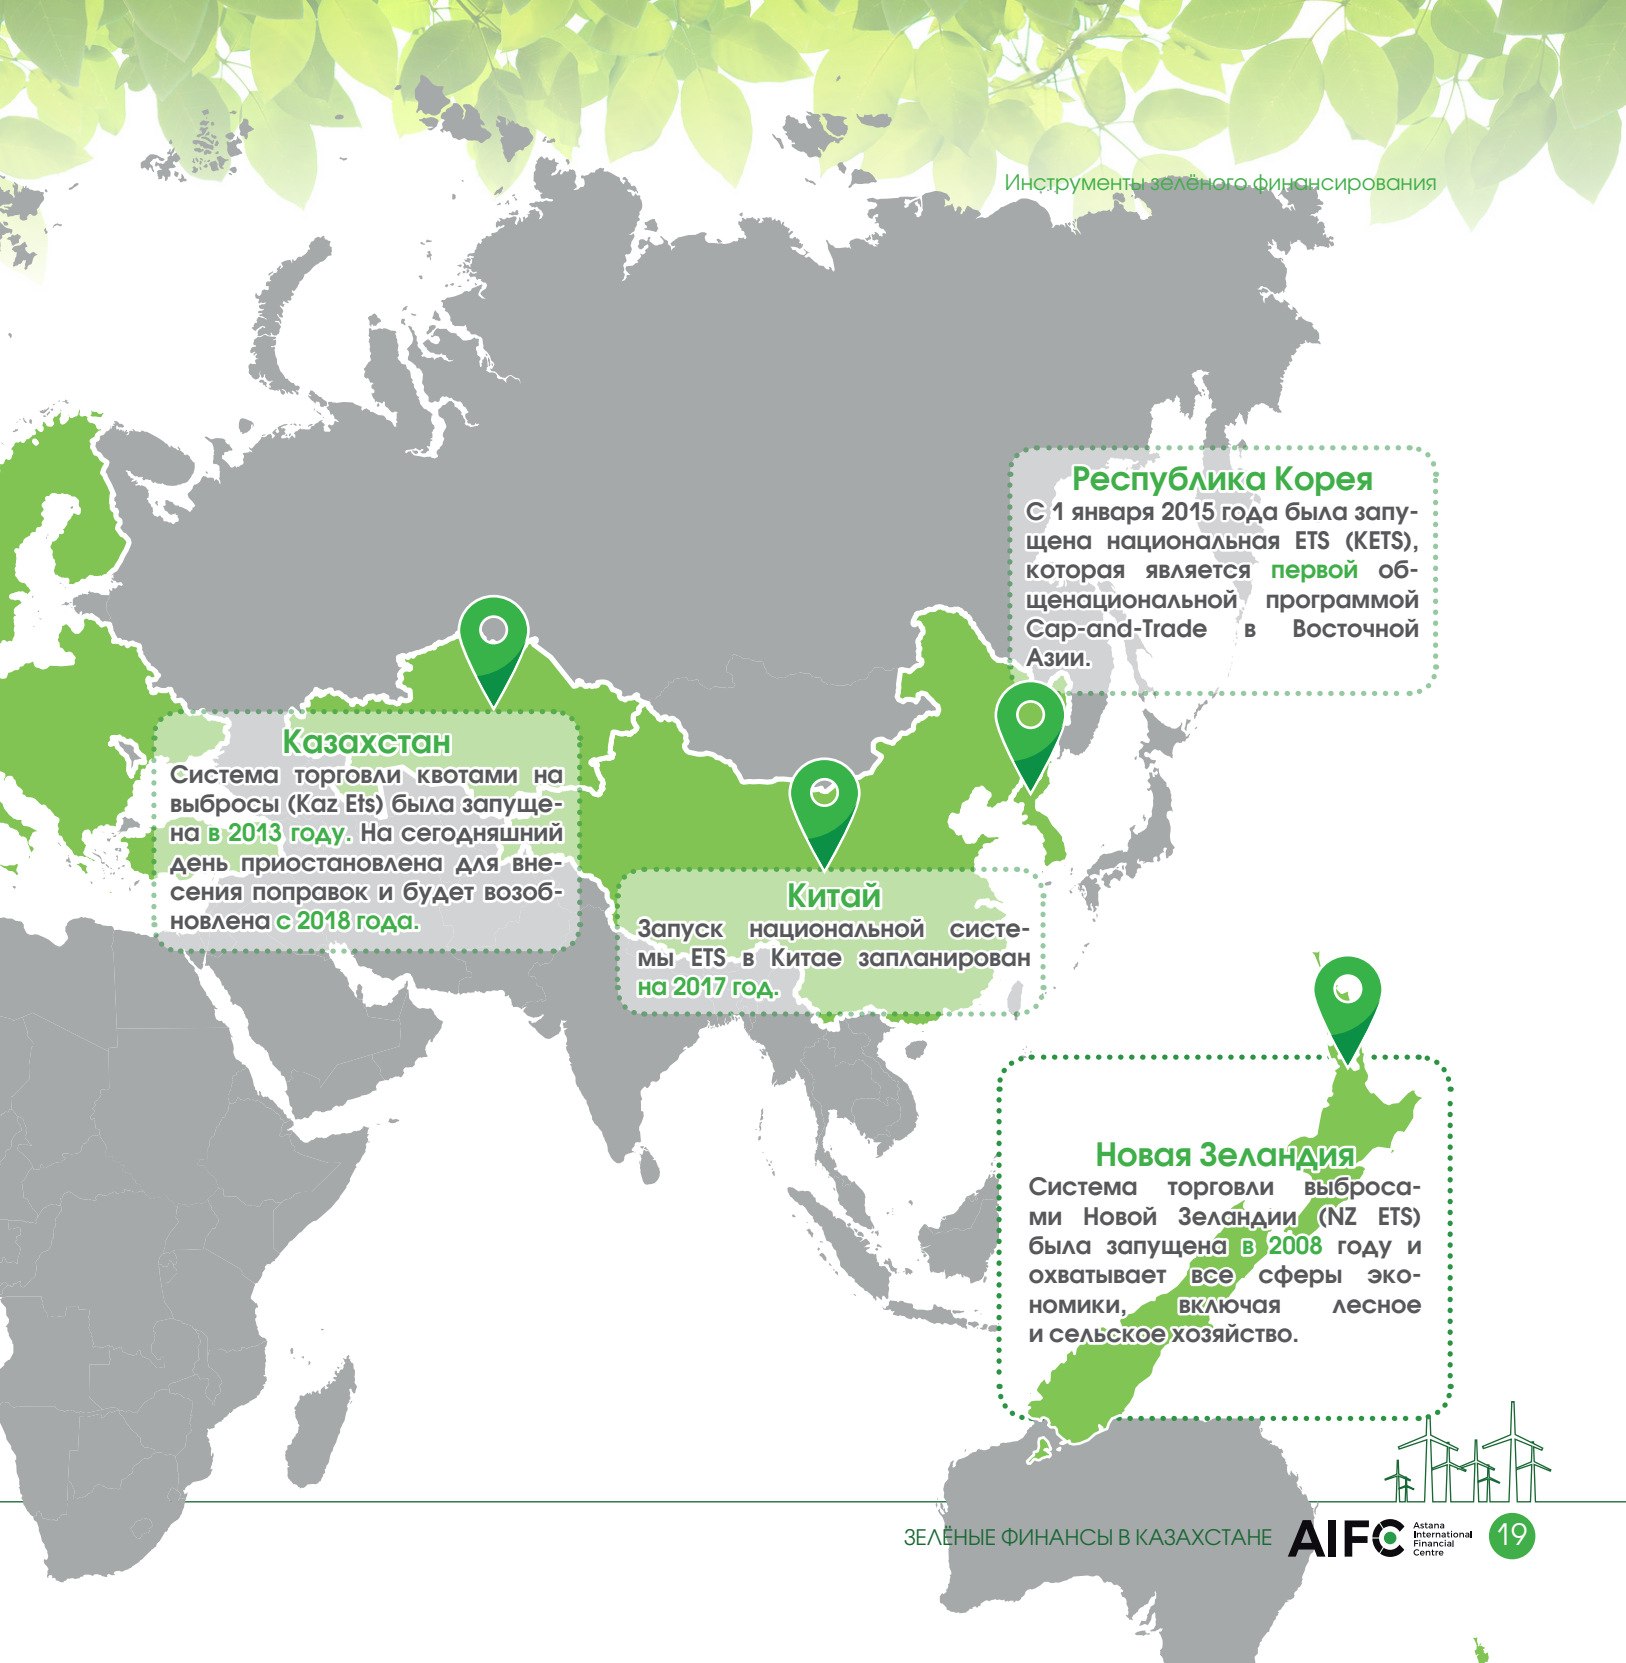 Инструменты зелёного финансирования
Республика Корея
С 1 января 2015 года была запу-
щена национальная ETS (KETS),
которая является первой об-
щенациональной программой
Cap-and-Trade в Восточной
Азии.
Казахстан
Система торговли квотами на
выбросы (Kaz Ets) была запуще-
на в 2013 году. На сегодняшний
день приостановлена для вне-
сения поправок и будет возоб-
новлена с 2018 года.
Китай
Запуск национальной систе-
мы ETS в Китае запланирован
на 2017 год.
Новая Зеландия
Система торговли выброса-
ми Новой Зеландии (NZ ETS)
была запущена в 2008 году и
охватывает все сферы эко-
номики, включая лесное
и сельское хозяйство.
ЗЕЛЁНЫЕ ФИНАНСЫ В КАЗАХСТАНЕ
AIFC
Astana
International
Financial
Centre
19